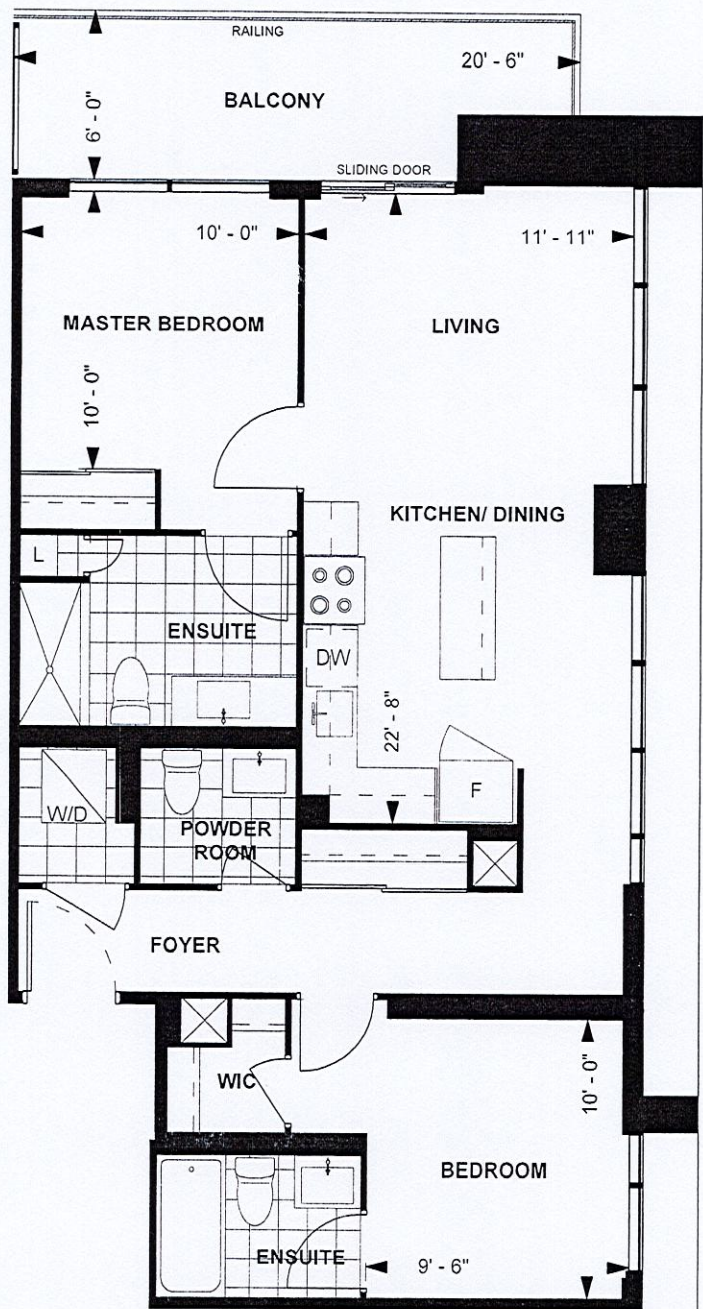 RAILING
20' - 6"
BALCONY
6' - 0"
SLIDING DOOR
10' - 0"
11' - 11"
MASTER BEDROOM
LIVING
10' - 0"
KITCHEN/ DINING
L
ENSUITE
DW
22' - 8"
F
W/D
POWDER
ROOM
FOYER
WIC
10' - 0"
BEDROOM
ENSUITE
9' - 6"